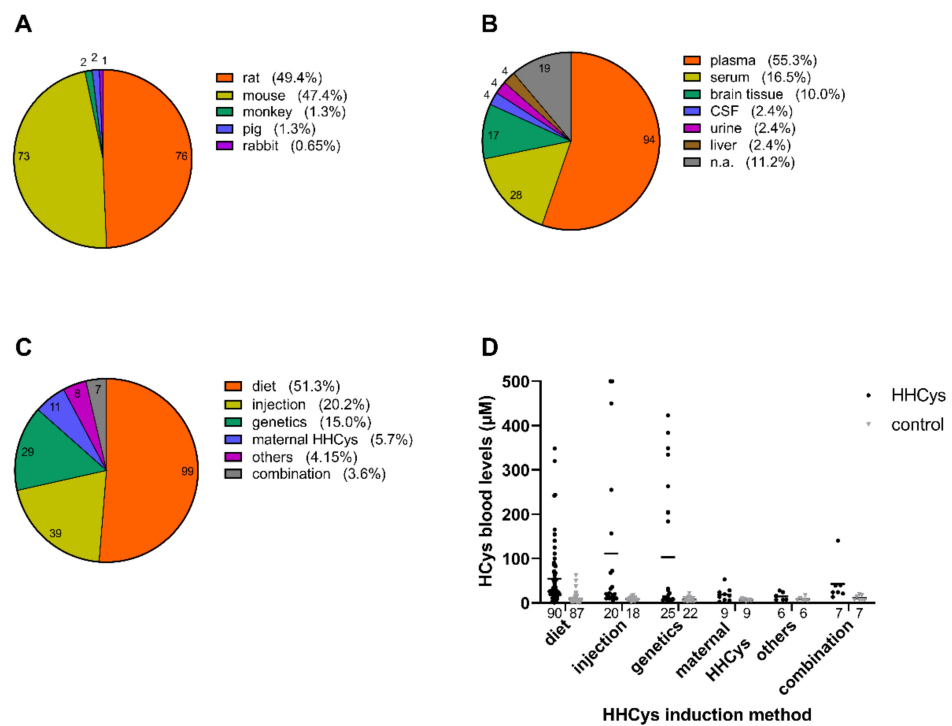 A
2
2
1
73
76
rat (49.4%)
mouse (47.4%)
monkey (1.3%)
pig (1.3%)
rabbit (0.65%)
B
4
4
4
19
17
28
94
plasma (55.3%)
serum (16.5%)
brain tissue (10.0%)
CSF (2.4%)
urine (2.4%)
liver (2.4%)
n.a. (11.2%)
C
7
8
11
29
39
99
diet (51.3%)
injection (20.2%)
genetics (15.0%)
maternal HHCys (5.7%)
others (4.15%)
combination (3.6%)
D
HCys blood levels (µM)
500
400
300
200
100
0
HHCys
control
90 87 20 18 25 22 9 9 6 6 7 7
diet
injection
genetics
maternal
HHCys
others
combination
HHCys induction method